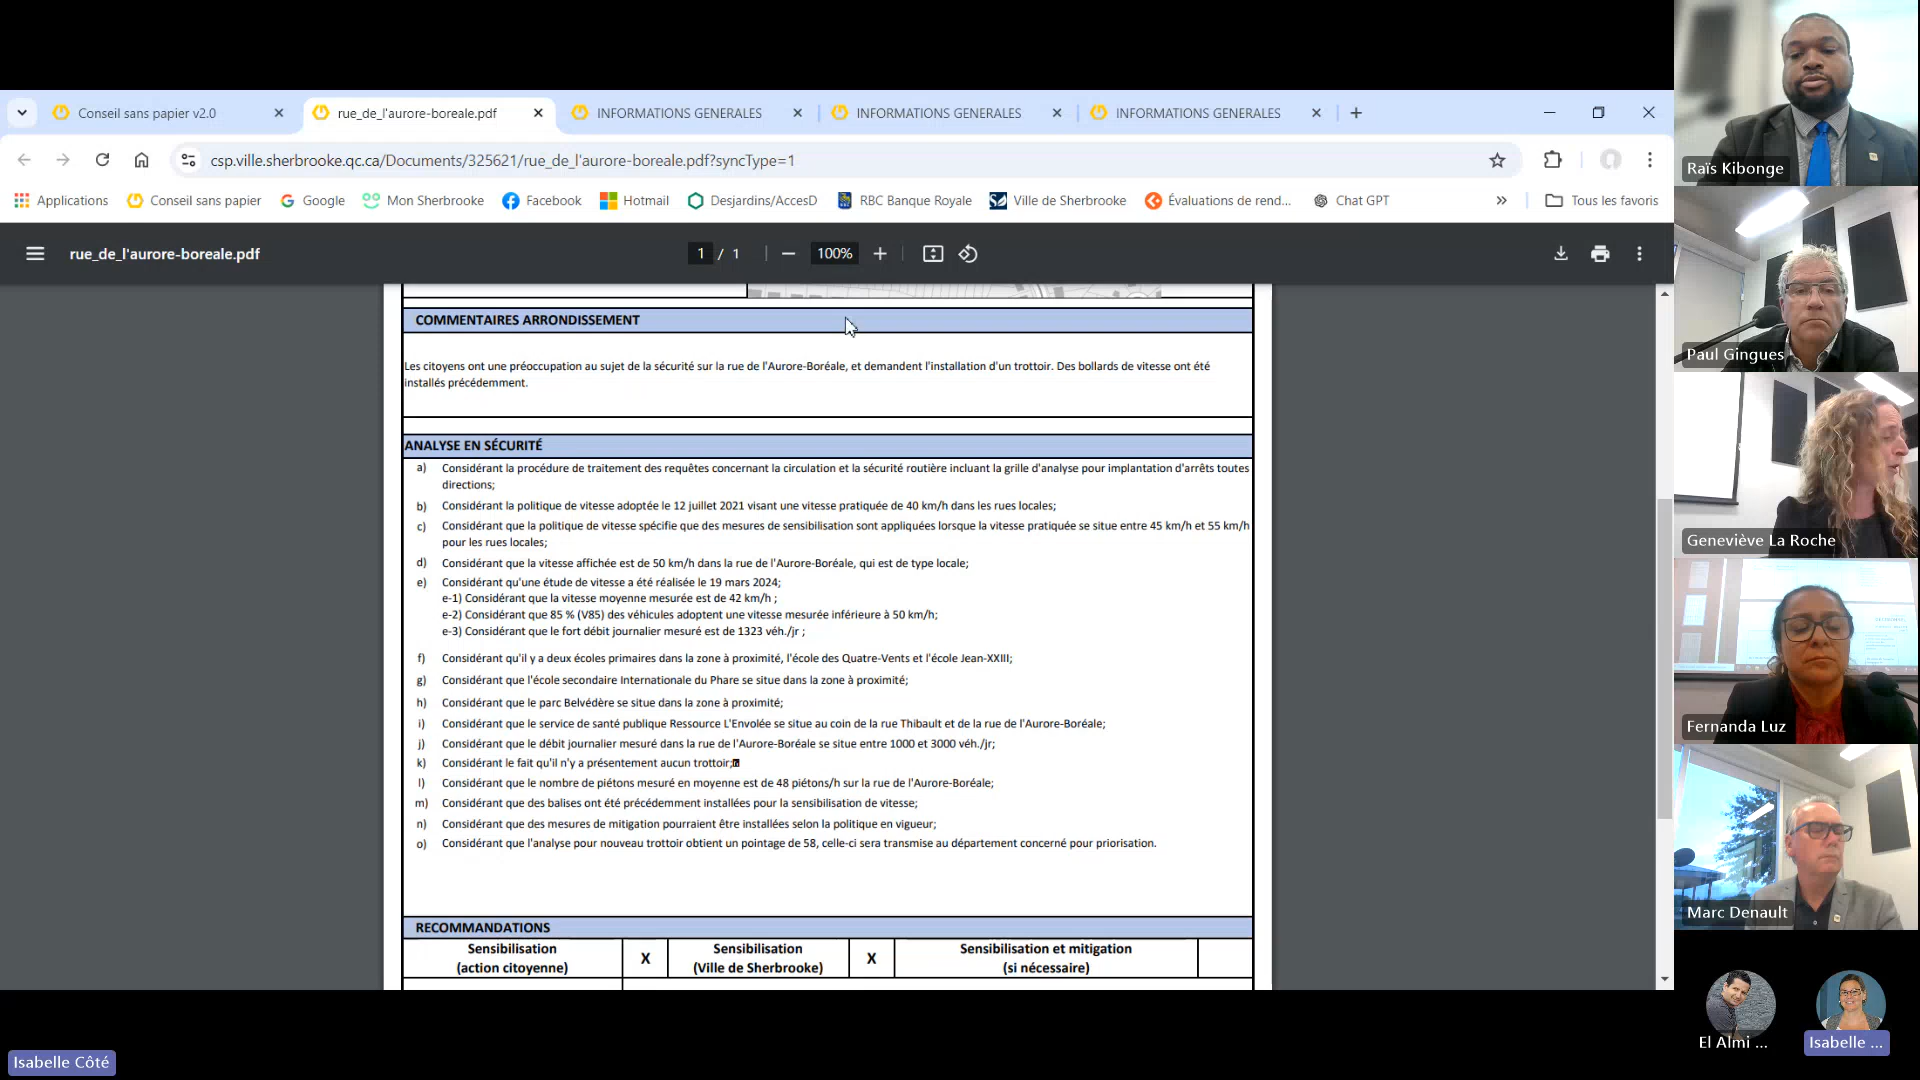 Conseil sans papier v2.0
rue_de_l'aurore-boreale.pdf
INFORMATIONS GENERALES
INFORMATIONS GENERALES
INFORMATIONS GENERALES
csp.ville.sherbrooke.qc.ca/Documents/325621/rue_de_l'aurore-boreale.pdf?syncType=1
Applications
Conseil sans papier
Google
Mon Sherbrooke
Facebook
Hotmail
Desjardins/AccesD
RBC Banque Royale
Ville de Sherbrooke
Évaluations de rend...
Chat GPT
»
Tous les favoris
rue_de_l'aurore-boreale.pdf
1 / 1
100%
COMMENTAIRES ARRONDISSEMENT
Les citoyens ont une préoccupation au sujet de la sécurité sur la rue de l'Aurore-Boréale, et demandent l'installation d'un trottoir. Des bollards de vitesse ont été
installés précédemment.
ANALYSE EN SÉCURITÉ
a) Considérant la procédure de traitement des requêtes concernant la circulation et la sécurité routière incluant la grille d'analyse pour implantation d'arrêts toutes
directions;
b) Considérant la politique de vitesse adoptée le 12 juillet 2021 visant une vitesse pratiquée de 40 km/h dans les rues locales;
c) Considérant que la politique de vitesse spécifie que des mesures de sensibilisation sont appliquées lorsque la vitesse pratiquée se situe entre 45 km/h et 55 km/h
pour les rues locales;
d) Considérant que la vitesse affichée est de 50 km/h dans la rue de l'Aurore-Boréale, qui est de type locale;
e) Considérant qu'une étude de vitesse a été réalisée le 19 mars 2024;
e-1) Considérant que la vitesse moyenne mesurée est de 42 km/h ;
e-2) Considérant que 85 % (V85) des véhicules adoptent une vitesse mesurée inférieure à 50 km/h;
e-3) Considérant que le fort débit journalier mesuré est de 1323 véh./jr ;
f) Considérant qu'il y a deux écoles primaires dans la zone à proximité, l'école des Quatre-Vents et l'école Jean-XXIII;
g) Considérant que l'école secondaire Internationale du Phare se situe dans la zone à proximité;
h) Considérant que le parc Belvédère se situe dans la zone à proximité;
i) Considérant que le service de santé publique Ressource L'Envolée se situe au coin de la rue Thibault et de la rue de l'Aurore-Boréale;
j) Considérant que le débit journalier mesuré dans la rue de l'Aurore-Boréale se situe entre 1000 et 3000 véh./jr;
k) Considérant le fait qu'il n'y a présentement aucun trottoir;
l) Considérant que le nombre de piétons mesuré en moyenne est de 48 piétons/h sur la rue de l'Aurore-Boréale;
m) Considérant que des balises ont été précédemment installées pour la sensibilisation de vitesse;
n) Considérant que des mesures de mitigation pourraient être installées selon la politique en vigueur;
o) Considérant que l'analyse pour nouveau trottoir obtient un pointage de 58, celle-ci sera transmise au département concerné pour priorisation.
RECOMMANDATIONS
Sensibilisation
(action citoyenne)
X
Sensibilisation
(Ville de Sherbrooke)
X
Sensibilisation et mitigation
(si nécessaire)
Raïs Kibonge
Paul Gingues
Geneviève La Roche
Fernanda Luz
Marc Denault
El Almi ...
Isabelle ...
Isabelle Côté